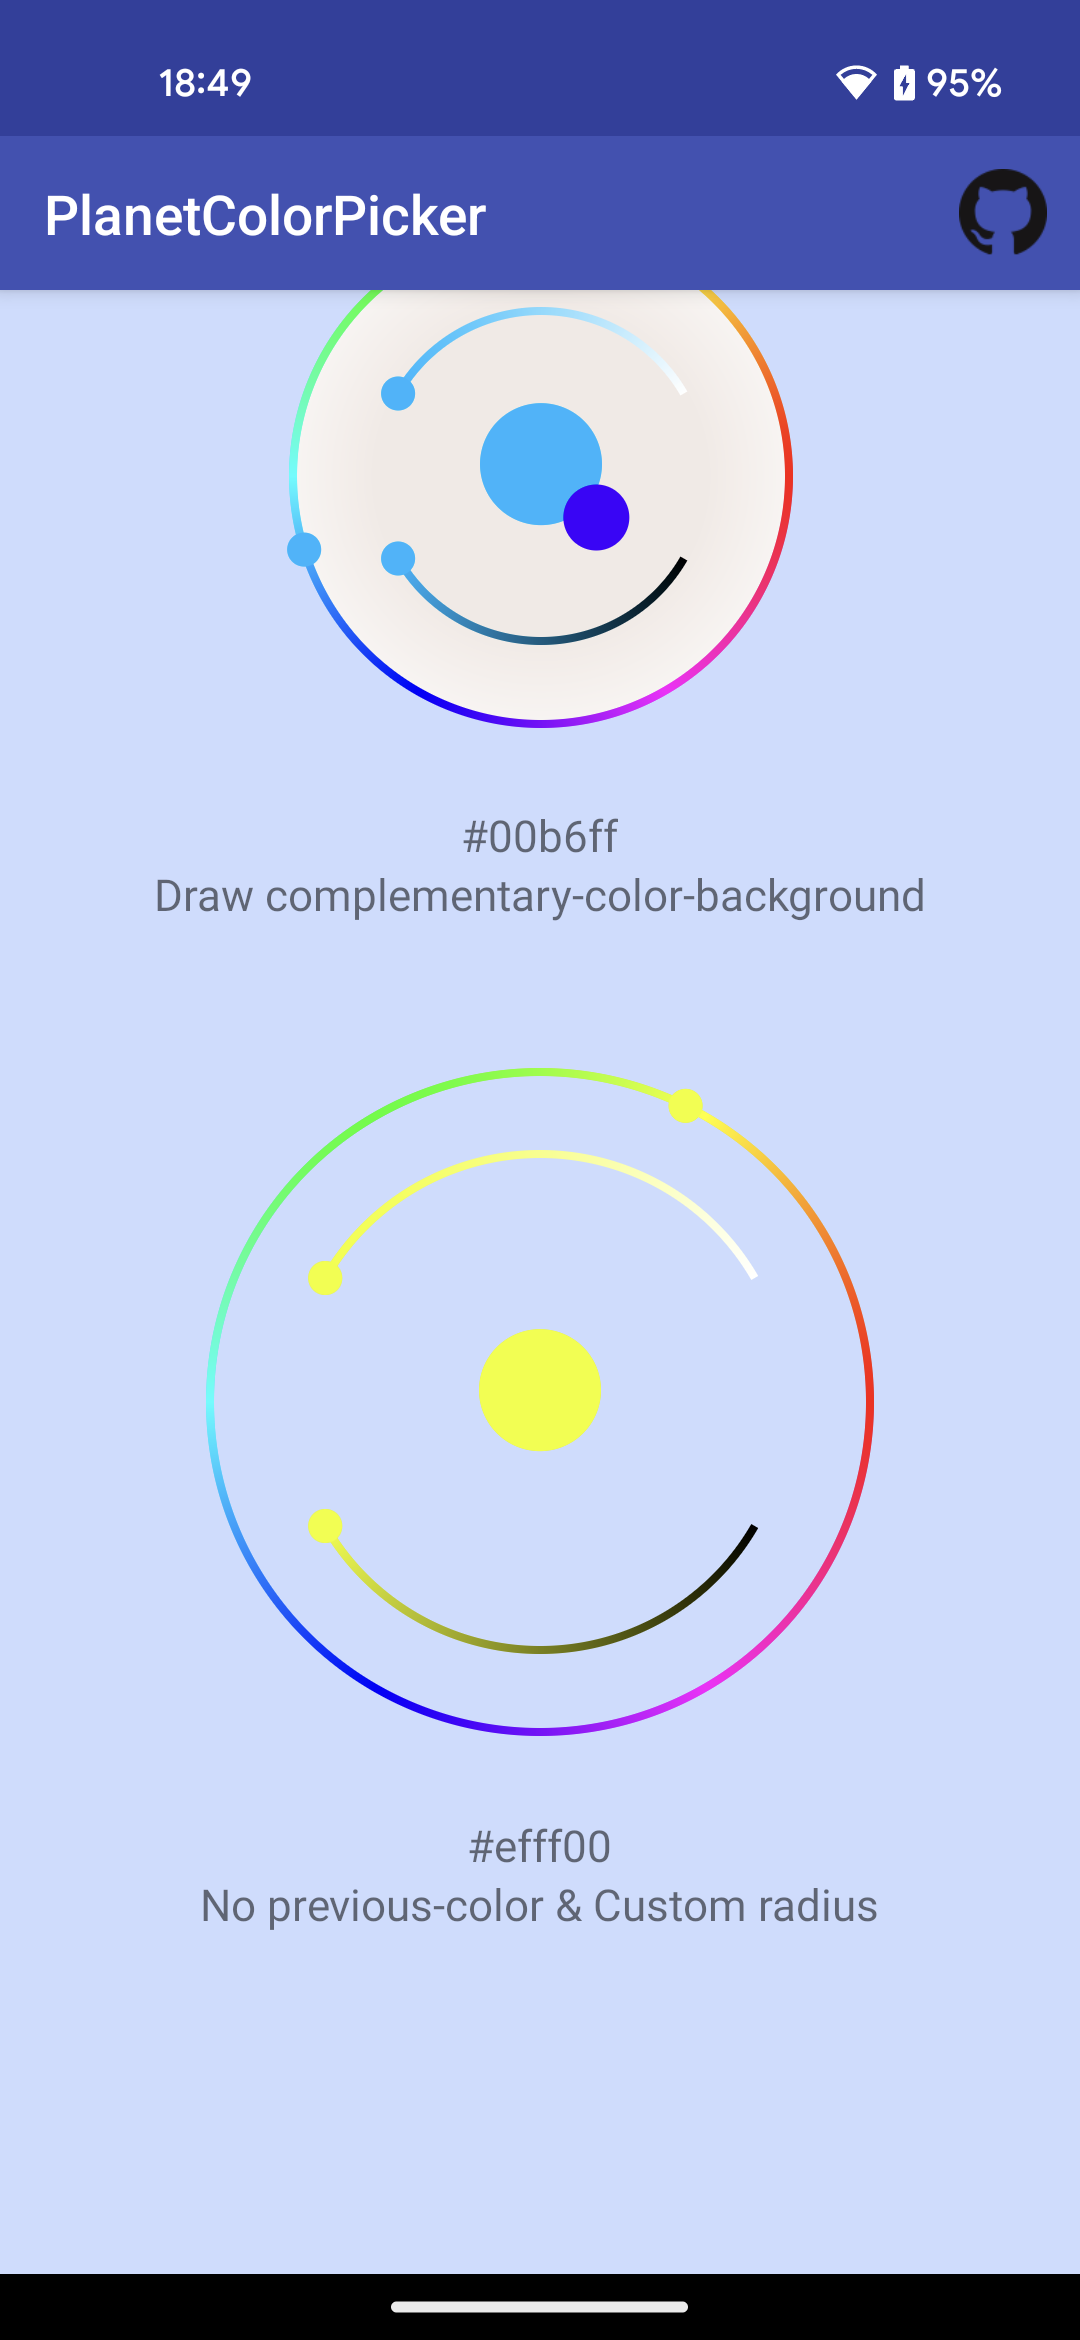 18:49
95%
PlanetColorPicker
#00b6ff
Draw complementary-color-background
#efff00
No previous-color & Custom radius